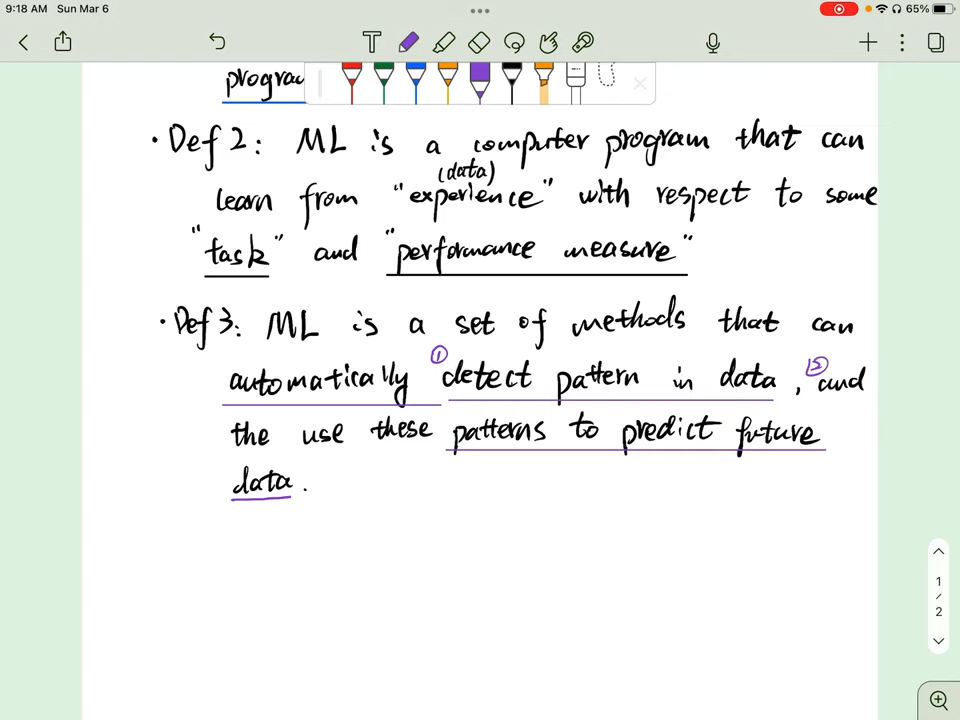 9:18 AM Sun Mar 6
65%
T
program
· Def 2: ML is a computer program that can
(data)
learn from "experience" with respect to some
"task" and "performance measure"
· Def 3: ML is a set of methods that can
① ②
automatically detect pattern in data, and
the use these patterns to predict future
data.
1
/
2